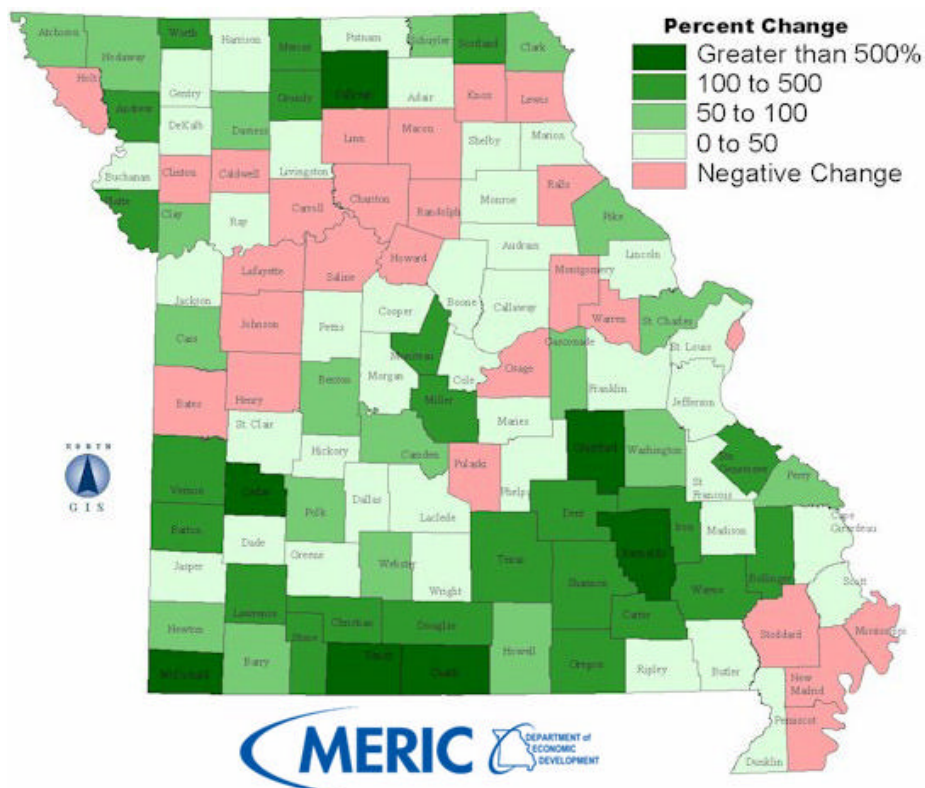 Percent Change
Greater than 500%
100 to 500
50 to 100
0 to 50
Negative Change
Atchison
Nodaway
Worth
Harrison
Mercer
Putnam
Schuyler
Scotland
Clark
Holt
Gentry
Grundy
Adair
Knox
Lewis
Andrew
DeKalb
Daviess
Linn
Macon
Shelby
Marion
Buchanan
Clinton
Caldwell
Livingston
Chariton
Randolph
Monroe
Ralls
Platte
Clay
Ray
Carroll
Pike
Audrain
Lincoln
Lafayette
Saline
Howard
Boone
Callaway
Montgomery
Warren
St. Charles
Jackson
Johnson
Pettis
Cooper
Moniteau
Cole
Osage
Gasconade
Franklin
St. Louis
Cass
Benton
Morgan
Miller
Jefferson
Bates
Henry
St. Clair
Hickory
Camden
Maries
Pulaski
Phelps
Crawford
Washington
Ste. Genevieve
St
Francois
Perry
NORTH
GIS
Vernon
Cedar
Polk
Dallas
Laclede
Dent
Iron
Madison
Cape
Girardeau
Barton
Dade
Greene
Webster
Wright
Texas
Shannon
Reynolds
Wayne
Bollinger
Scott
Jasper
Lawrence
Christian
Douglas
Carter
Stoddard
Mississippi
Newton
Barry
Stone
Taney
Ozark
Howell
Oregon
Ripley
Butler
New
Madrid
McDonald
Pemiscot
Dunklin
MERIC
DEPARTMENT of
ECONOMIC
DEVELOPMENT